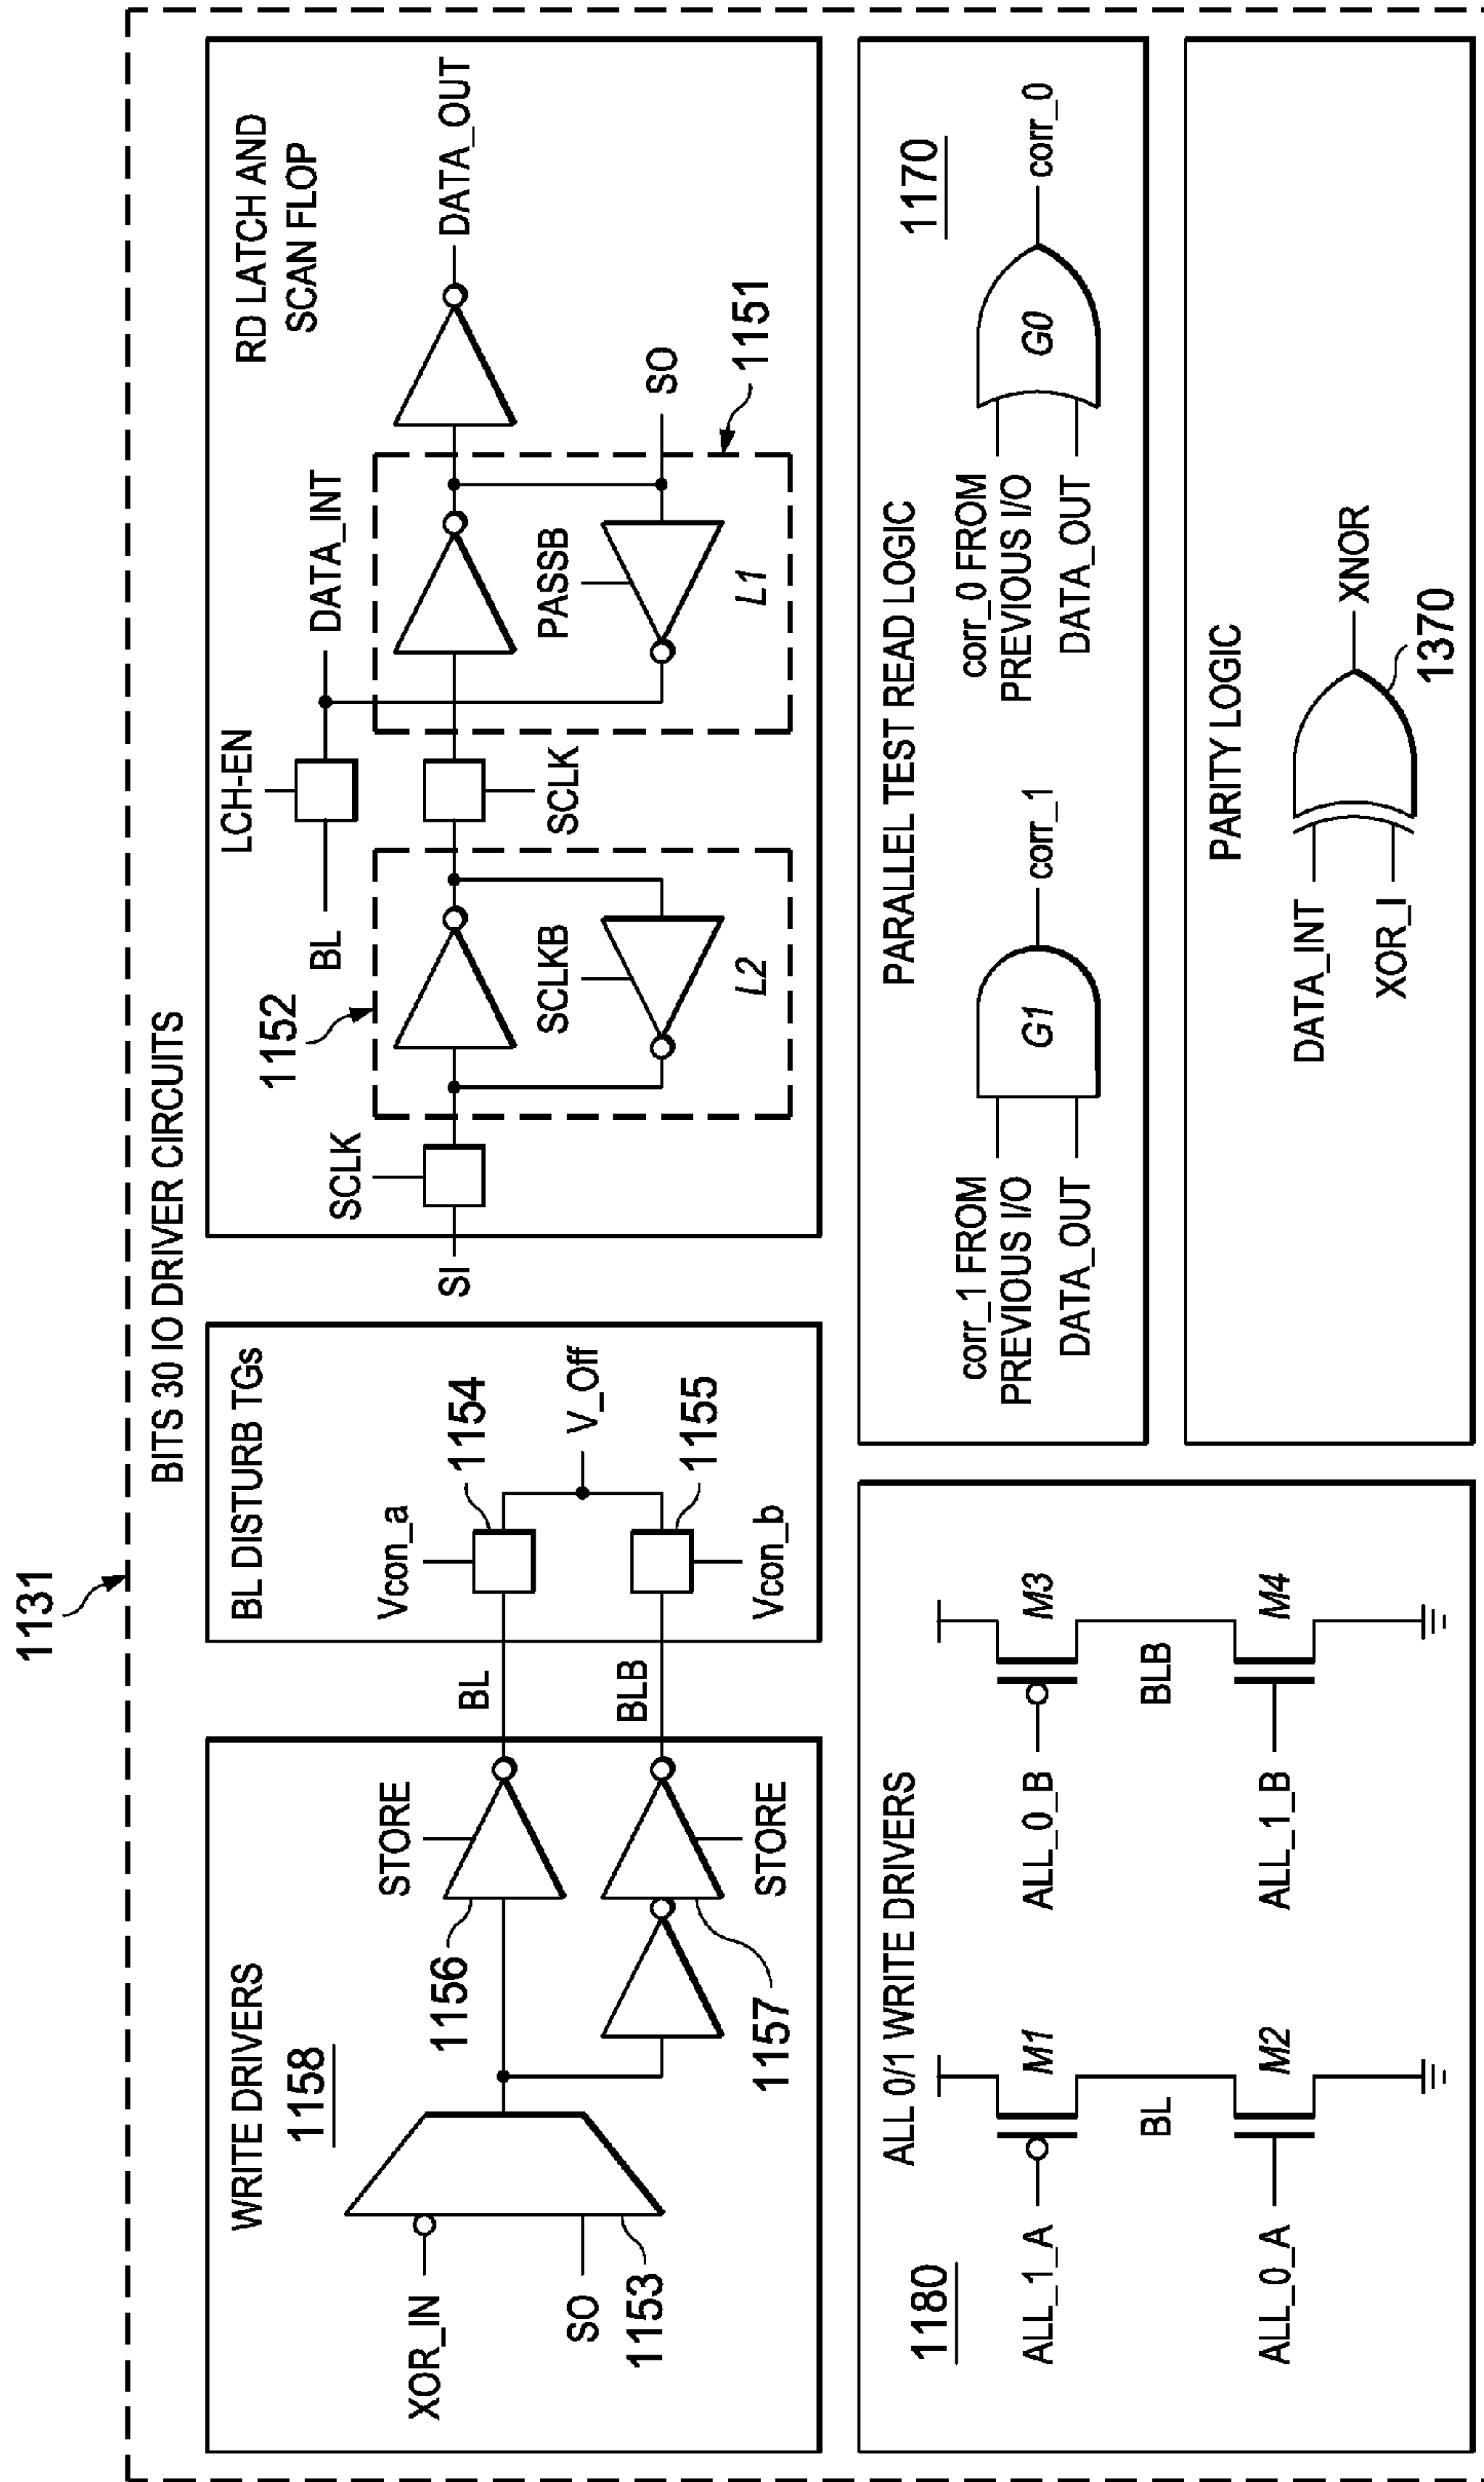 1131
BITS 30 IO DRIVER CIRCUITS
WRITE DRIVERS
1158
XOR_IN
SO
1153
1156
STORE
1157
STORE
BL
BLB
BL DISTURB TGs
Vcon_a
1154
V_Off
1155
Vcon_b
RD LATCH AND
SCAN FLOP
SI
SCLK
1152
BL
LCH-EN
DATA_INT
SCLKB
L2
SCLK
PASSB
L1
SO
1151
DATA_OUT
ALL 0/1 WRITE DRIVERS
1180
ALL_1_A
M1
BL
ALL_0_A
M2
ALL_0_B
M3
BLB
ALL_1_B
M4
PARALLEL TEST READ LOGIC
1170
corr_1 FROM
PREVIOUS I/O
DATA_OUT
G1
corr_1
corr_0 FROM
PREVIOUS I/O
DATA_OUT
G0
corr_0
PARITY LOGIC
DATA_INT
XOR_I
XNOR
1370